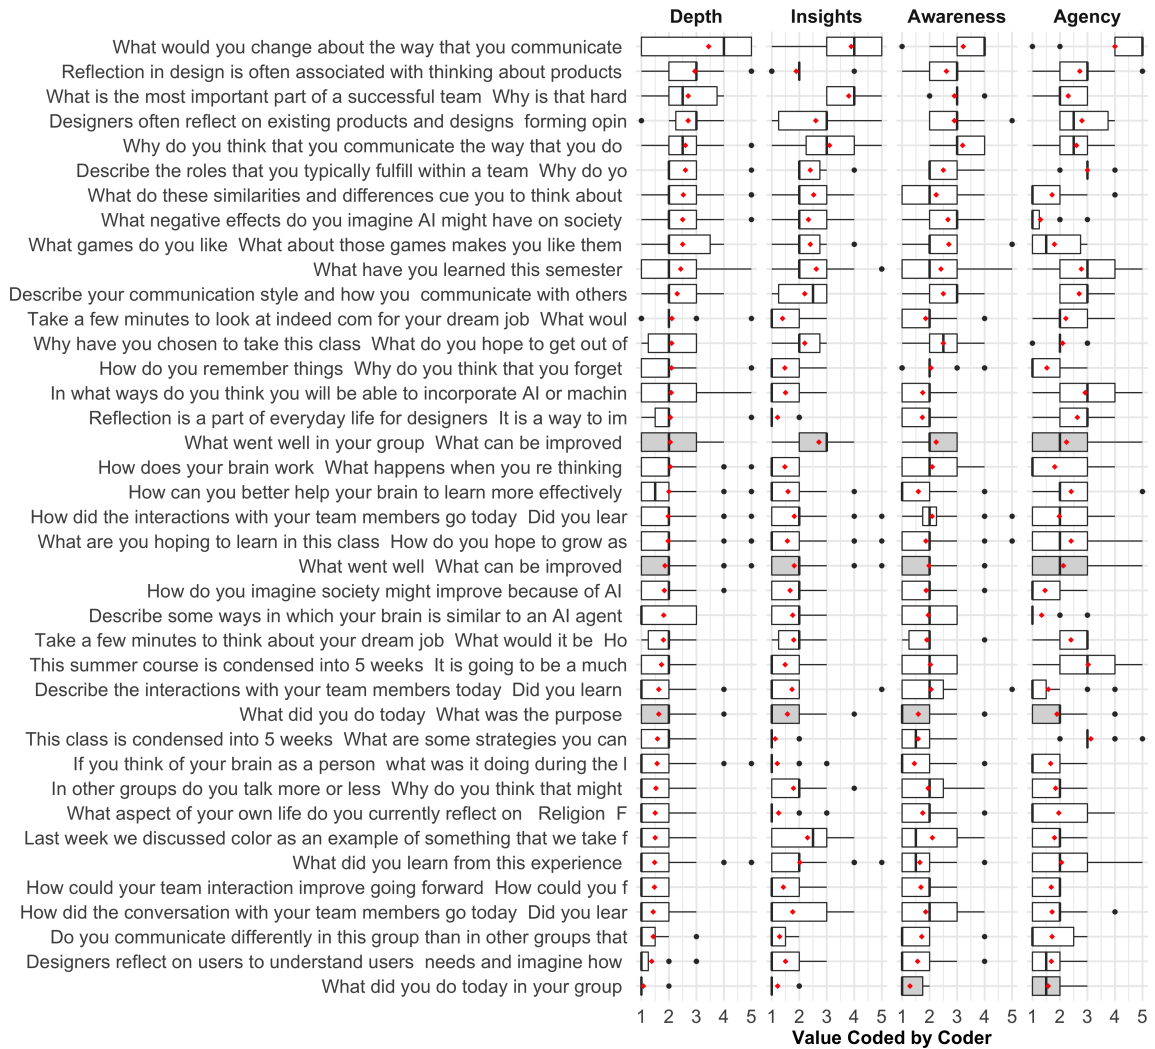 Depth Insights Awareness Agency
What would you change about the way that you communicate
Reflection in design is often associated with thinking about products
What is the most important part of a successful team Why is that hard
Designers often reflect on existing products and designs forming opin
Why do you think that you communicate the way that you do
Describe the roles that you typically fulfill within a team Why do yo
What do these similarities and differences cue you to think about
What negative effects do you imagine AI might have on society
What games do you like What about those games makes you like them
What have you learned this semester
Describe your communication style and how you communicate with others
Take a few minutes to look at indeed com for your dream job What woul
Why have you chosen to take this class What do you hope to get out of
How do you remember things Why do you think that you forget
In what ways do you think you will be able to incorporate AI or machin
Reflection is a part of everyday life for designers It is a way to im
What went well in your group What can be improved
How does your brain work What happens when you re thinking
How can you better help your brain to learn more effectively
How did the interactions with your team members go today Did you lear
What are you hoping to learn in this class How do you hope to grow as
What went well What can be improved
How do you imagine society might improve because of AI
Describe some ways in which your brain is similar to an AI agent
Take a few minutes to think about your dream job What would it be Ho
This summer course is condensed into 5 weeks It is going to be a much
Describe the interactions with your team members today Did you learn
What did you do today What was the purpose
This class is condensed into 5 weeks What are some strategies you can
If you think of your brain as a person what was it doing during the l
In other groups do you talk more or less Why do you think that might
What aspect of your own life do you currently reflect on Religion F
Last week we discussed color as an example of something that we take f
What did you learn from this experience
How could your team interaction improve going forward How could you f
How did the conversation with your team members go today Did you lear
Do you communicate differently in this group than in other groups that
Designers reflect on users to understand users needs and imagine how
What did you do today in your group
1 2 3 4 5 1 2 3 4 5 1 2 3 4 5 1 2 3 4 5
Value Coded by Coder